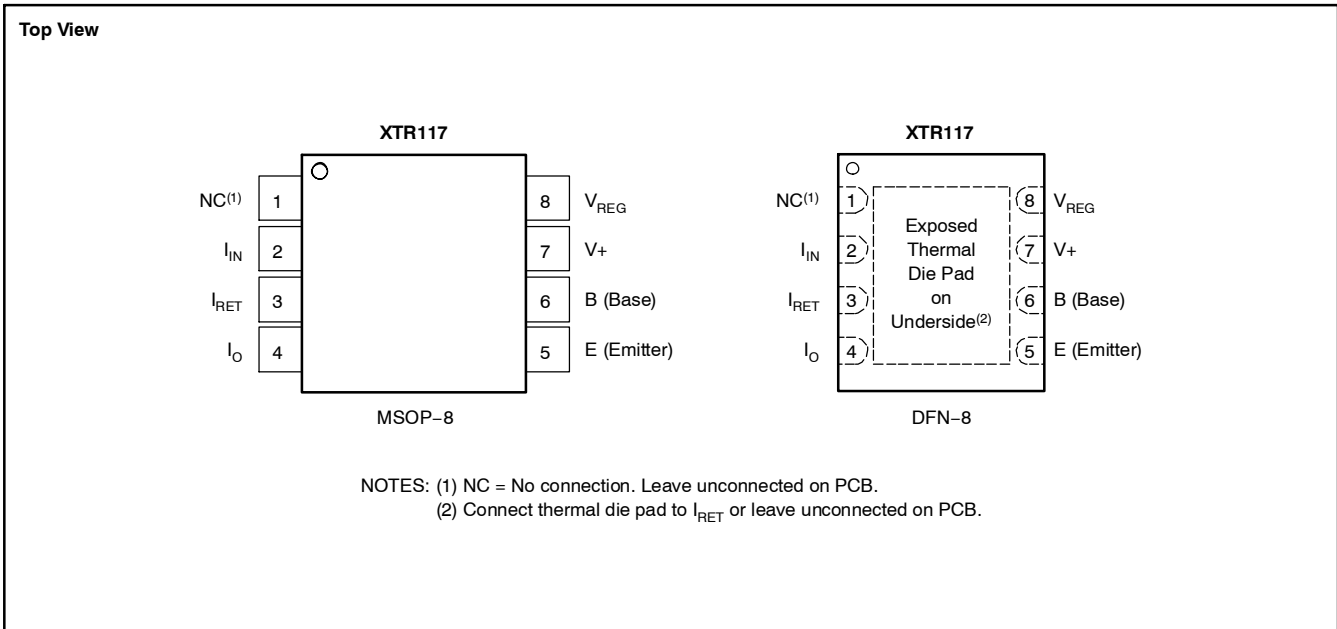 Top View
XTR117
NC(1) 1 8 VREG
IIN 2 7 V+
IRET 3 6 B (Base)
IO 4 5 E (Emitter)
MSOP−8
XTR117
NC(1) 1 8 VREG
IIN 2 7 V+
IRET 3 6 B (Base)
IO 4 5 E (Emitter)
Exposed
Thermal
Die Pad
on
Underside(2)
DFN−8
NOTES: (1) NC = No connection. Leave unconnected on PCB.
(2) Connect thermal die pad to IRET or leave unconnected on PCB.